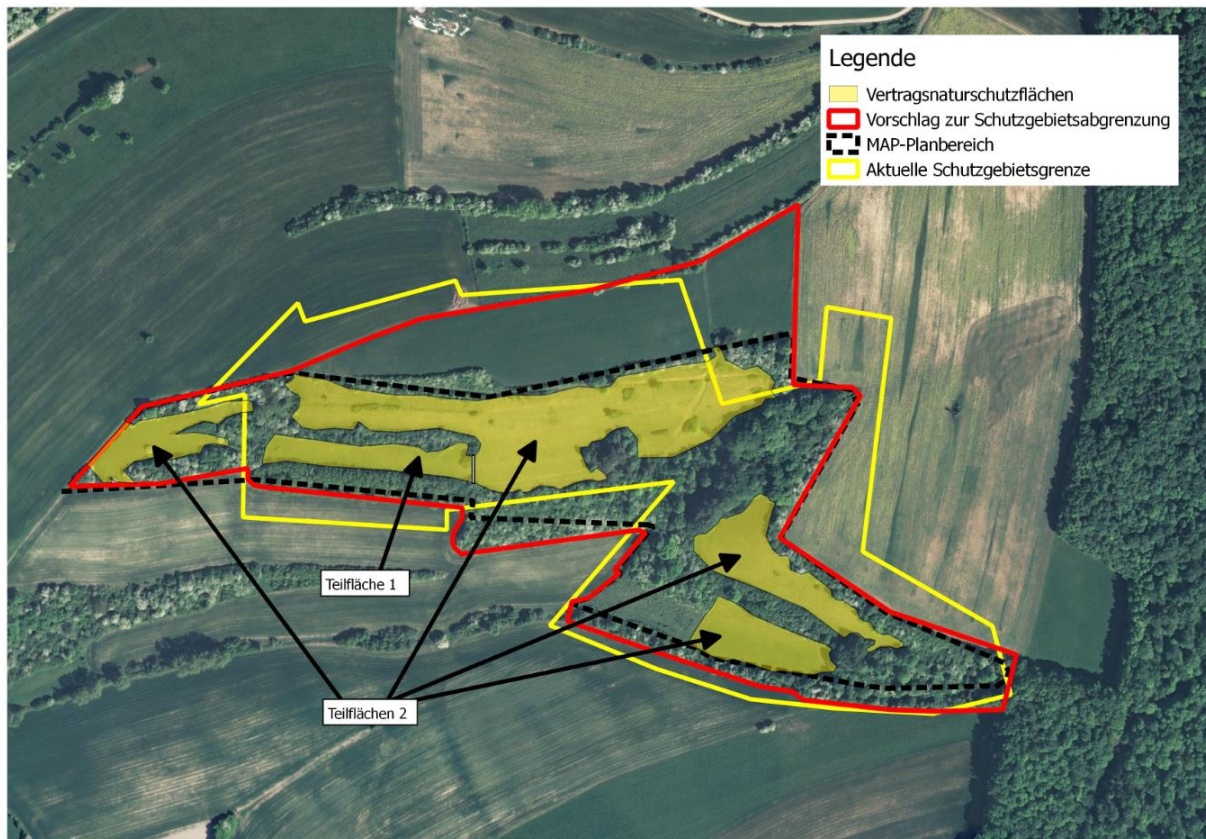 Legende
Vertragsnaturschutzflächen
Vorschlag zur Schutzgebietsabgrenzung
MAP-Planbereich
Aktuelle Schutzgebietsgrenze
Teilfläche 1
Teilflächen 2